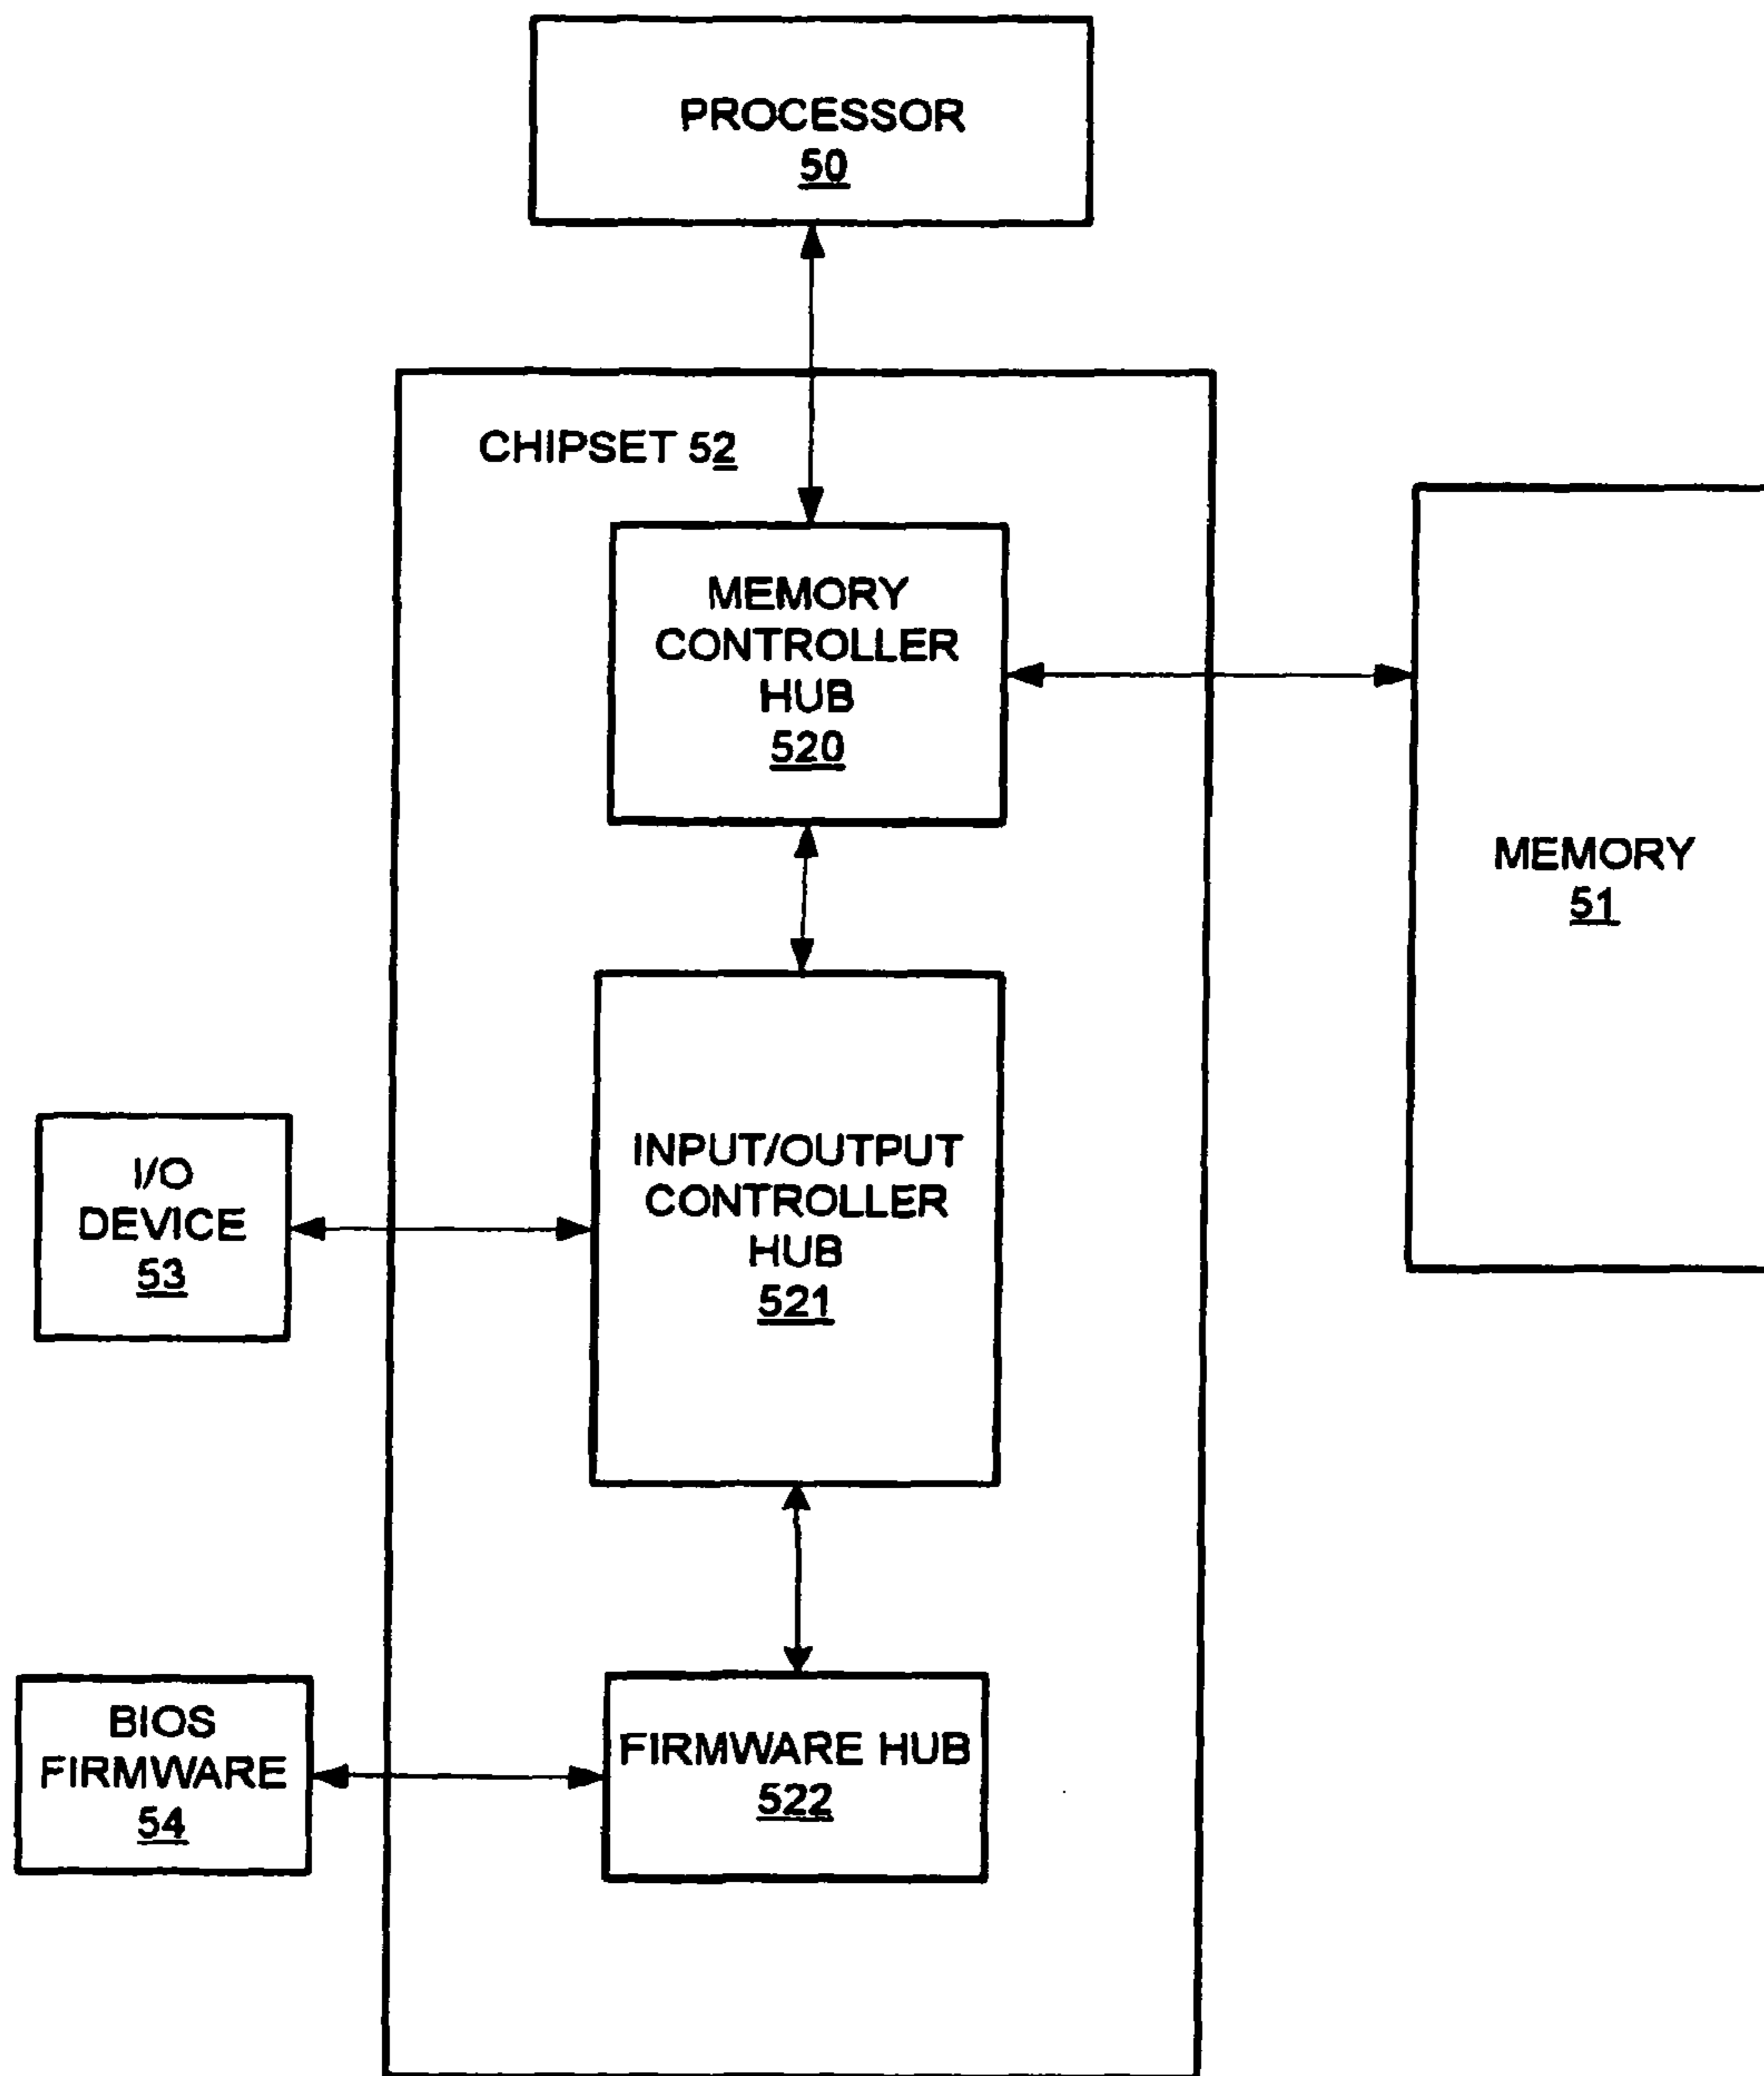 PROCESSOR
50
CHIPSET 52
MEMORY
CONTROLLER
HUB
520
MEMORY
51
INPUT/OUTPUT
CONTROLLER
HUB
521
I/O
DEVICE
53
FIRMWARE HUB
522
BIOS
FIRMWARE
54